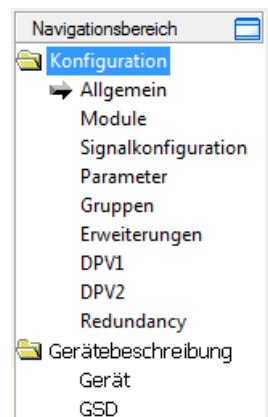 Navigationsbereich
Konfiguration
Allgemein
Module
Signalkonfiguration
Parameter
Gruppen
Erweiterungen
DPV1
DPV2
Redundancy
Gerätebeschreibung
Gerät
GSD